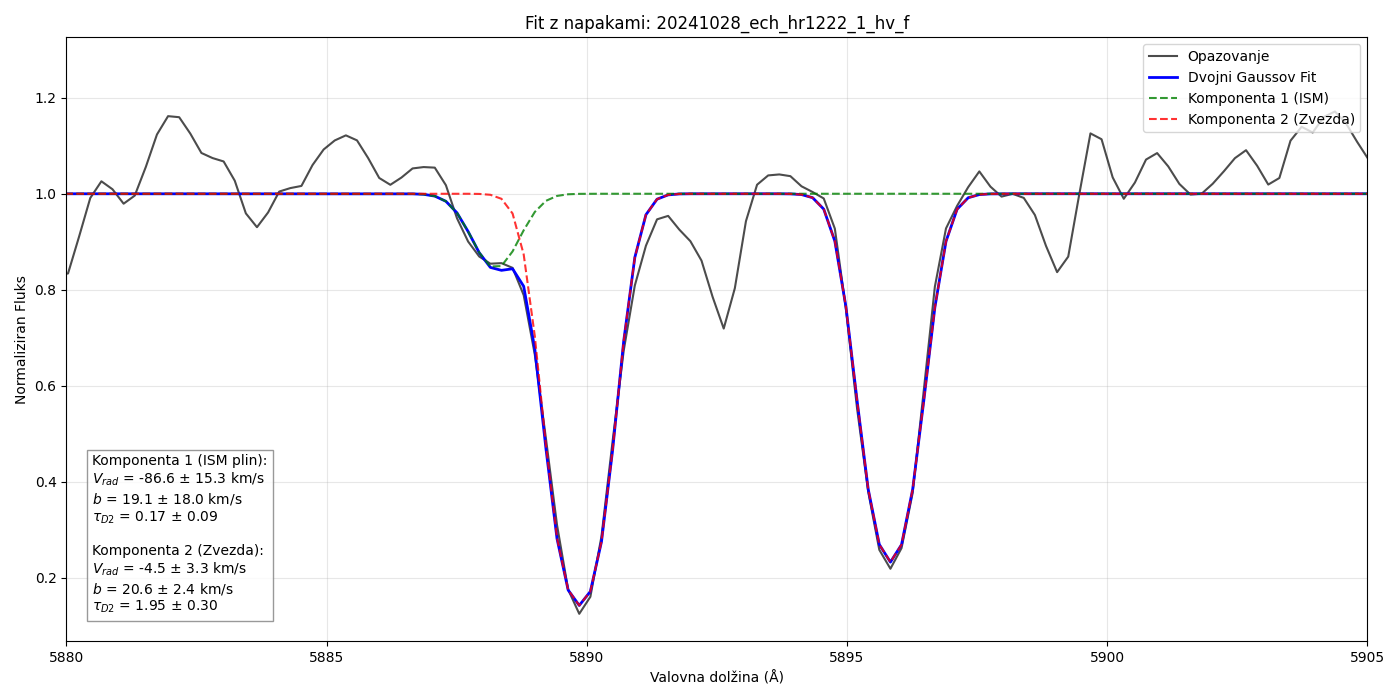 Fit z napakami: 20241028_ech_hr1222_1_hv_f
Normaliziran Fluks
1.2
1.0
0.8
0.6
0.4
0.2
Opazovanje
Dvojni Gaussov Fit
Komponenta 1 (ISM)
Komponenta 2 (Zvezda)
Komponenta 1 (ISM plin):
V_rad = -86.6 ± 15.3 km/s
b = 19.1 ± 18.0 km/s
τ_D2 = 0.17 ± 0.09
Komponenta 2 (Zvezda):
V_rad = -4.5 ± 3.3 km/s
b = 20.6 ± 2.4 km/s
τ_D2 = 1.95 ± 0.30
5880 5885 5890 5895 5900 5905
Valovna dolžina (Å)